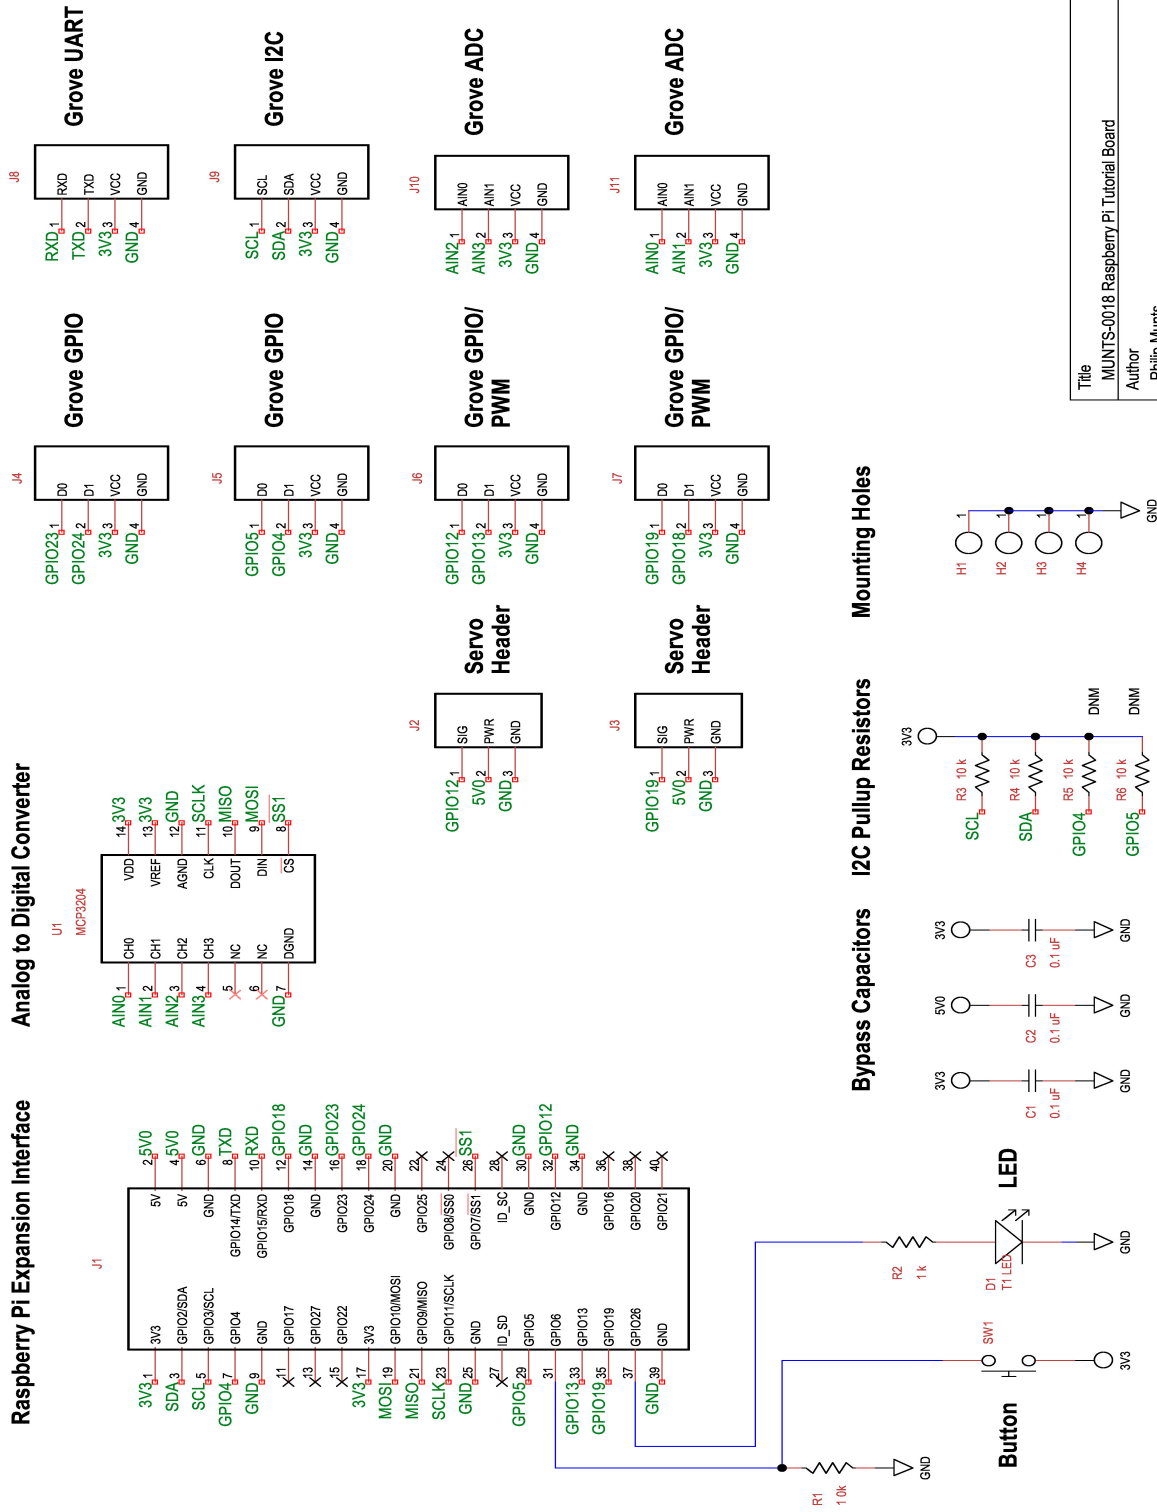 Raspberry Pi Expansion Interface
J1
3V3 1 3V3 5V 2 5V0
SDA 3 GPIO2/SDA 5V 4 5V0
SCL 5 GPIO3/SCL GND 6 GND
GPIO4 7 GPIO4 GPIO14/TXD 8 TXD
GND 9 GND GPIO15/RXD 10 RXD
11 GPIO17 GPIO18 12 GPIO18
13 GPIO27 GND 14 GND
15 GPIO22 GPIO23 16 GPIO23
3V3 17 3V3 GPIO24 18 GPIO24
MOSI 19 GPIO10/MOSI GND 20 GND
MISO 21 GPIO9/MISO GPIO25 22
SCLK 23 GPIO11/SCLK GPIO8/SS0 24
GND 25 GND GPIO7/SS1 26 SS1
27 ID_SD ID_SC 28
GPIO5 29 GPIO5 GND 30 GND
31 GPIO6 GPIO12 32 GPIO12
GPIO13 33 GPIO13 GND 34 GND
GPIO19 35 GPIO19 GPIO16 36
37 GPIO26 GPIO20 38
GND 39 GND GPIO21 40
Analog to Digital Converter
U1
MCP3204
AIN0 1 CH0 VDD 14 3V3
AIN1 2 CH1 VREF 13 3V3
AIN2 3 CH2 AGND 12 GND
AIN3 4 CH3 CLK 11 SCLK
5 NC DOUT 10 MISO
6 NC DIN 9 MOSI
GND 7 DGND CS 8 SS1
J4
GPIO23 1 D0
GPIO24 2 D1
3V3 3 VCC
GND 4 GND
Grove GPIO
J8
RXD 1 RXD
TXD 2 TXD
3V3 3 VCC
GND 4 GND
Grove UART
J5
GPIO5 1 D0
GPIO4 2 D1
3V3 3 VCC
GND 4 GND
Grove GPIO
J9
SCL 1 SCL
SDA 2 SDA
3V3 3 VCC
GND 4 GND
Grove I2C
J2
GPIO12 1 SIG
5V0 2 PWR
GND 3 GND
Servo
Header
J6
GPIO12 1 D0
GPIO13 2 D1
3V3 3 VCC
GND 4 GND
Grove GPIO/
PWM
J10
AIN2 1 AIN0
AIN3 2 AIN1
3V3 3 VCC
GND 4 GND
Grove ADC
J3
GPIO19 1 SIG
5V0 2 PWR
GND 3 GND
Servo
Header
J7
GPIO19 1 D0
GPIO18 2 D1
3V3 3 VCC
GND 4 GND
Grove GPIO/
PWM
J11
AIN0 1 AIN0
AIN1 2 AIN1
3V3 3 VCC
GND 4 GND
Grove ADC
R1
10k
GND
Button
SW1
3V3
R2
1 k
D1
T1 LED
GND
LED
Bypass Capacitors
3V3
C1
0.1 uF
GND
5V0
C2
0.1 uF
GND
3V3
C3
0.1 uF
GND
I2C Pullup Resistors
3V3
SCL R3 10 k
SDA R4 10 k
GPIO4 R5 10 k DNM
GPIO5 R6 10 k DNM
Mounting Holes
H1 1
H2 1
H3 1
H4 1
GND
Title
MUNTS-0018 Raspberry Pi Tutorial Board
Author
Philip Munts